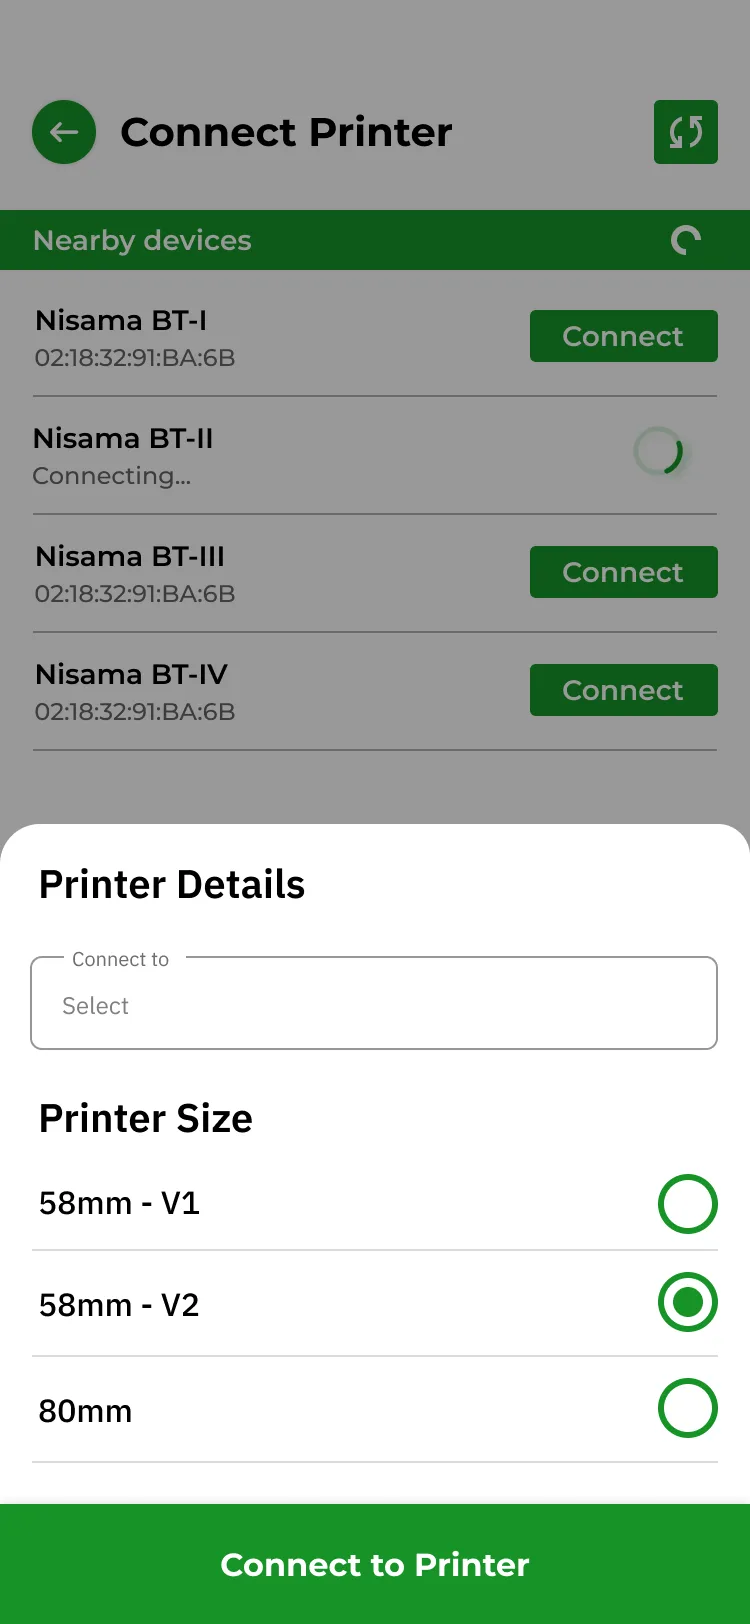 Connect Printer
Nearby devices
Nisama BT-I
02:18:32:91:BA:6B
Connect
Nisama BT-II
Connecting...
Nisama BT-III
02:18:32:91:BA:6B
Connect
Nisama BT-IV
02:18:32:91:BA:6B
Connect
Printer Details
Connect to
Select
Printer Size
58mm - V1
58mm - V2
80mm
Connect to Printer